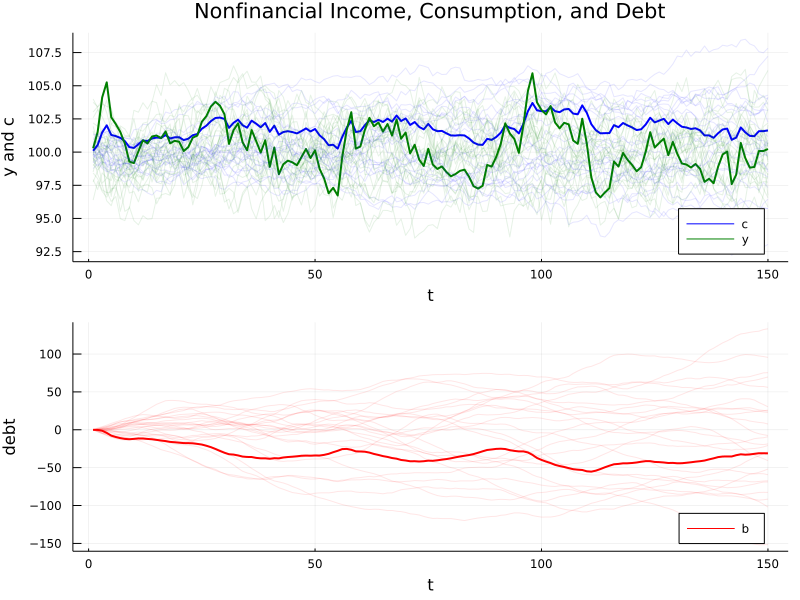 Nonfinancial Income, Consumption, and Debt
y and c
107.5
105.0
102.5
100.0
97.5
95.0
92.5
c
y
0 50 100 150
t
debt
100
50
0
−50
−100
−150
b
0 50 100 150
t